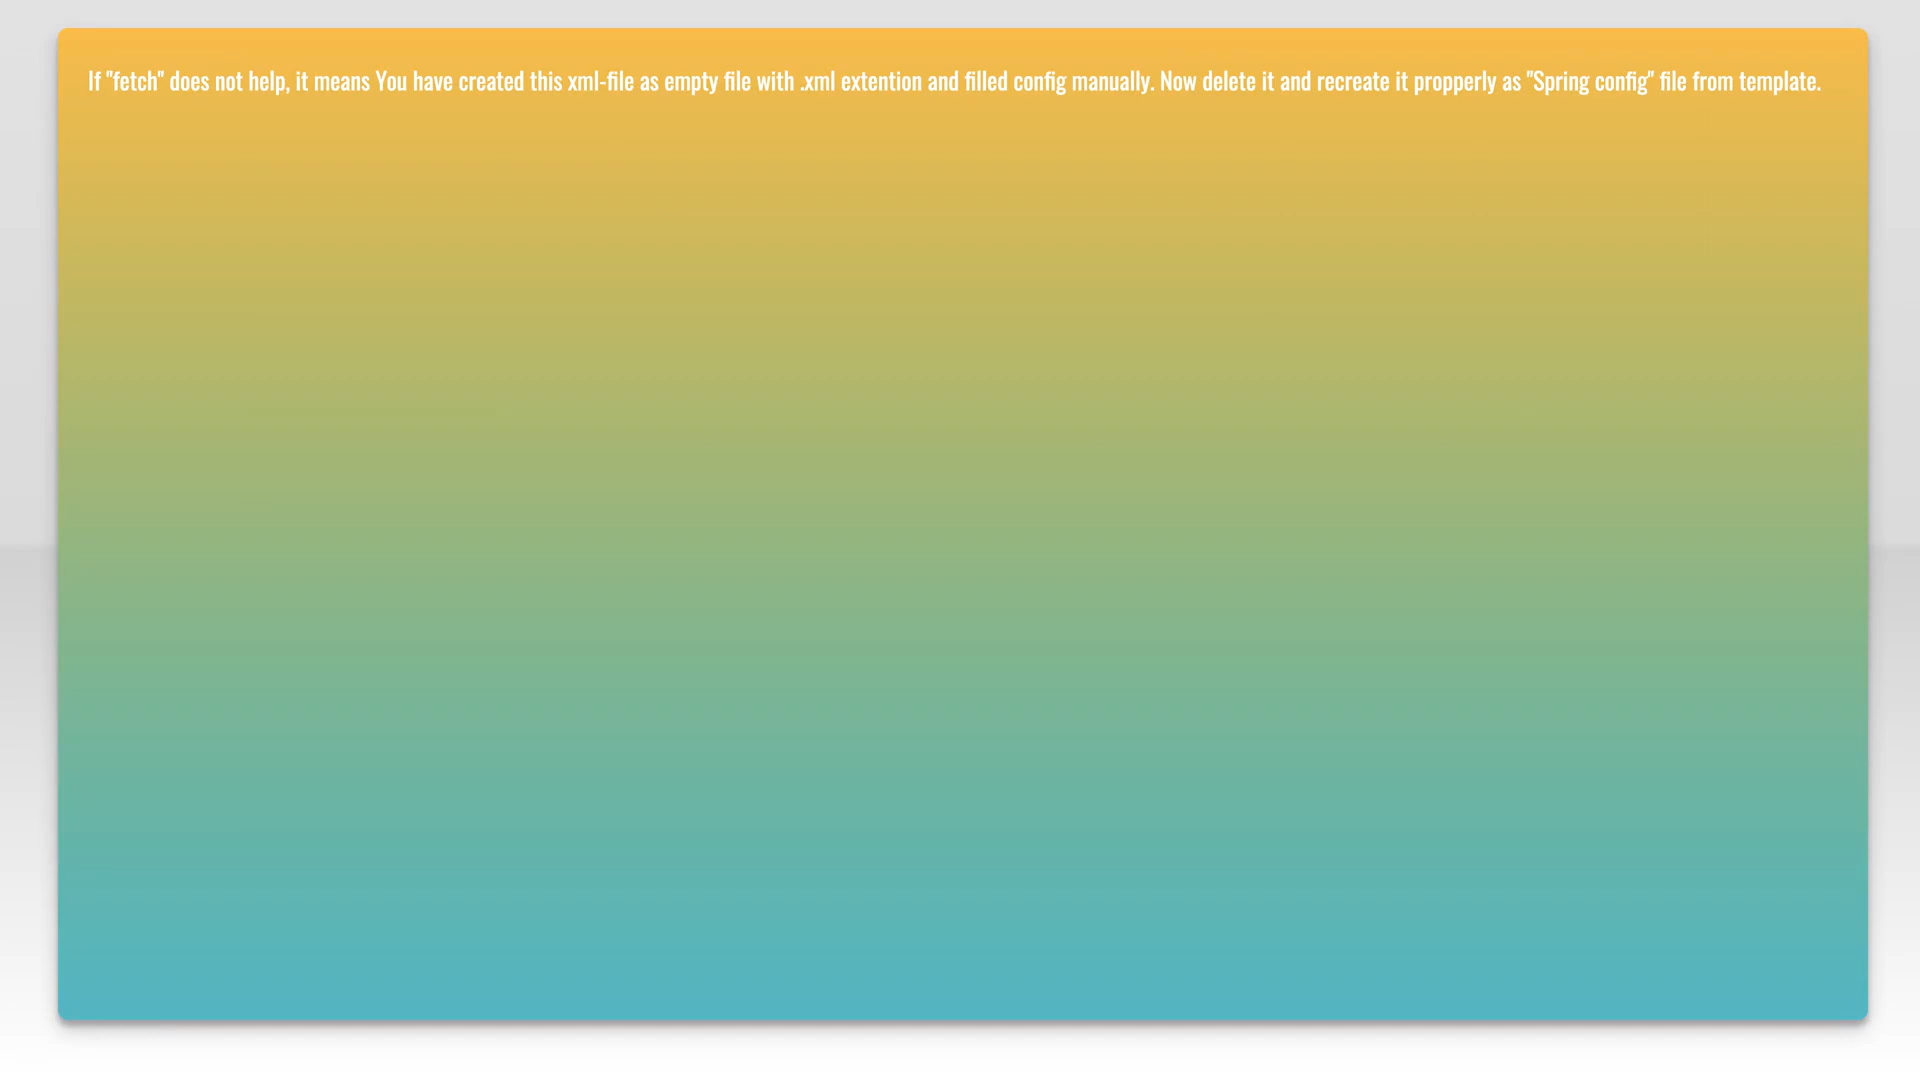 If "fetch" does not help, it means You have created this xml-file as empty file with .xml extention and filled config manually. Now delete it and recreate it propperly as "Spring config" file from template.